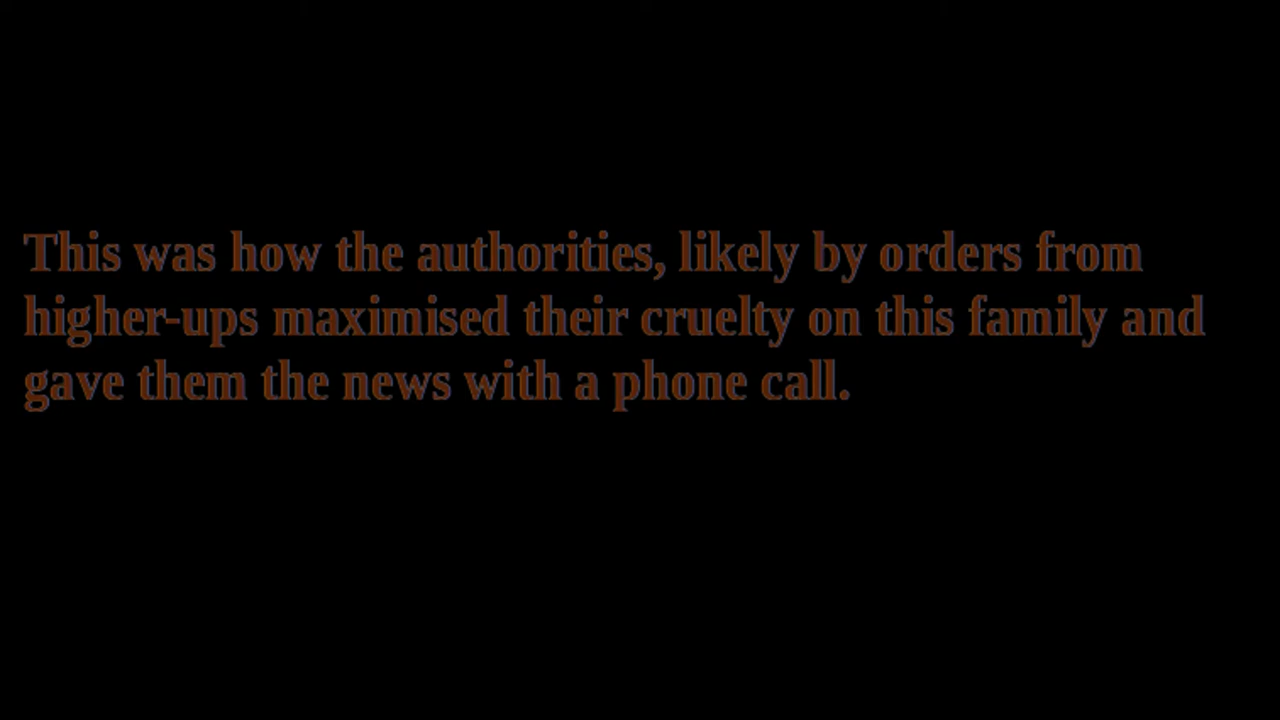 This was how the authorities, likely by orders from
higher-ups maximised their cruelty on this family and
gave them the news with a phone call.